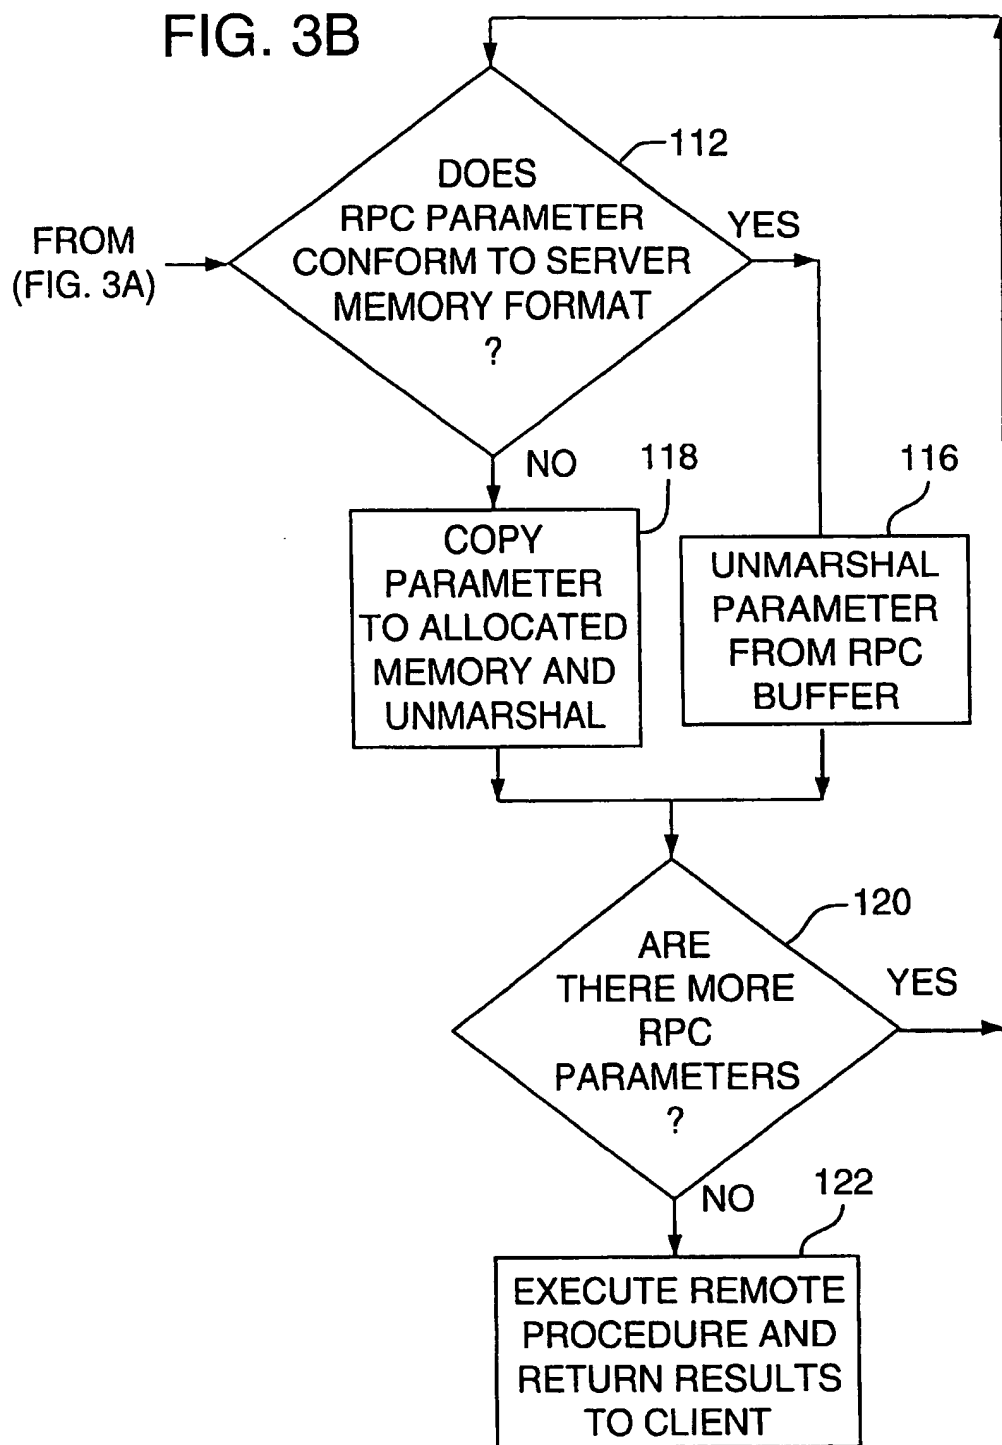 FIG. 3B
112
DOES
RPC PARAMETER
CONFORM TO SERVER
MEMORY FORMAT
?
YES
FROM
(FIG. 3A)
NO
118
116
COPY
PARAMETER
TO ALLOCATED
MEMORY AND
UNMARSHAL
UNMARSHAL
PARAMETER
FROM RPC
BUFFER
120
ARE
THERE MORE
RPC
PARAMETERS
?
YES
NO
122
EXECUTE REMOTE
PROCEDURE AND
RETURN RESULTS
TO CLIENT